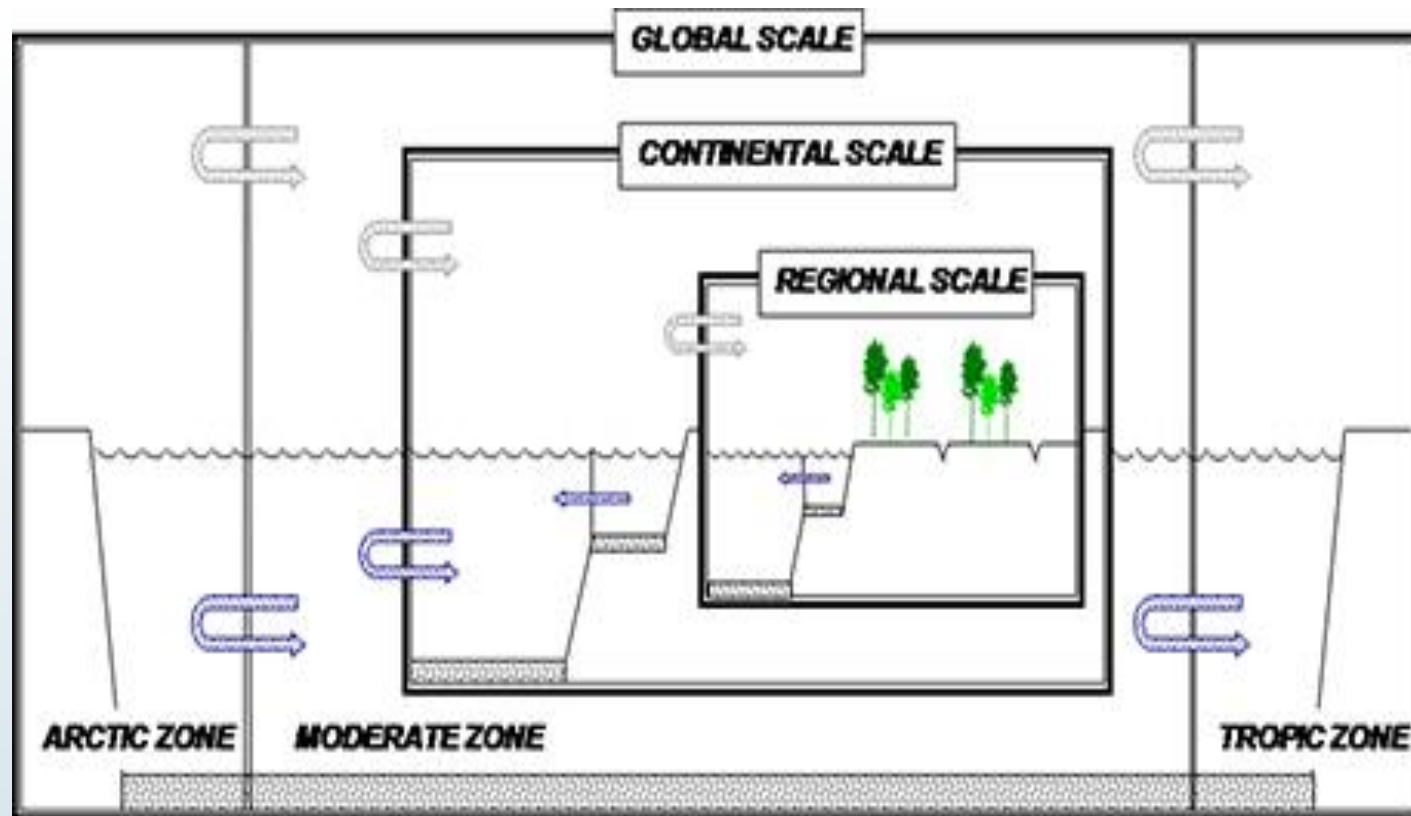 GLOBAL SCALE
CONTINENTAL SCALE
REGIONAL SCALE
ARCTIC ZONE
MODERATE ZONE
TROPIC ZONE